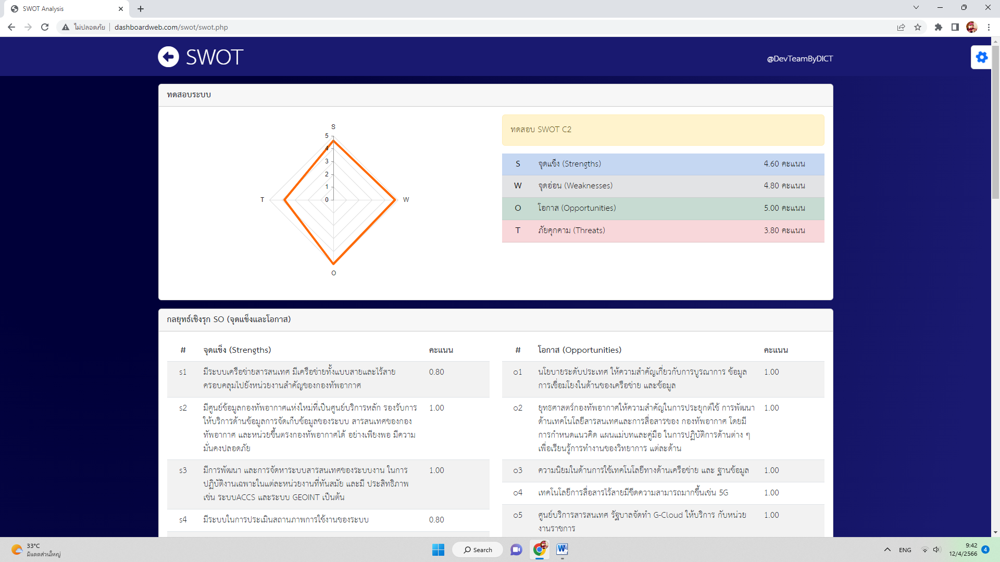 SWOT Analysis
ไม่ปลอดภัย
dashboardweb.com/swot/swot.php
SWOT
@DevTeamByDICT
ทดสอบระบบ
S
5
4
3
2
1
0
T
W
O
ทดสอบ SWOT C2
S จุดแข็ง (Strengths) 4.60 คะแนน
W จุดอ่อน (Weaknesses) 4.80 คะแนน
O โอกาส (Opportunities) 5.00 คะแนน
T ภัยคุกคาม (Threats) 3.80 คะแนน
กลยุทธ์เชิงรุก SO (จุดแข็งและโอกาส)
# จุดแข็ง (Strengths) คะแนน
s1 มีระบบเครือข่ายสารสนเทศ มีเครือข่ายทั้งแบบสายและไร้สาย 0.80
ครอบคลุมไปยังหน่วยงานสำคัญของกองทัพอากาศ
s2 มีศูนย์ข้อมูลกองทัพอากาศแห่งใหม่ที่เป็นศูนย์บริการหลัก รองรับการ 1.00
ให้บริการด้านข้อมูลการจัดเก็บข้อมูลของระบบ สารสนเทศของกอง
ทัพอากาศ และหน่วยขึ้นตรงกองทัพอากาศได้ อย่างเพียงพอ มีความ
มั่นคงปลอดภัย
s3 มีการพัฒนา และการจัดหาระบบสารสนเทศของระบบงาน ในการ 1.00
ปฏิบัติงานเฉพาะในแต่ละหน่วยงานที่ทันสมัย และมี ประสิทธิภาพ
เช่น ระบบACCS และระบบ GEOINT เป็นต้น
s4 มีระบบในการประเมินสถานภาพการใช้งานของระบบ 0.80
# โอกาส (Opportunities) คะแนน
o1 นโยบายระดับประเทศ ให้ความสำคัญเกี่ยวกับการบูรณาการ ข้อมูล 1.00
การเชื่อมโยงในด้านของเครือข่าย และข้อมูล
o2 ยุทธศาสตร์กองทัพอากาศให้ความสำคัญในการประยุกต์ใช้ การพัฒนา 1.00
ด้านเทคโนโลยีสารสนเทศและการสื่อสารของ กองทัพอากาศ โดยมี
การกำหนดแนวคิด แผนแม่บทและคู่มือ ในการปฏิบัติการด้านต่าง ๆ
เพื่อเรียนรู้การทำงานของวิทยาการ แต่ละด้าน
o3 ความนิยมในด้านการใช้เทคโนโลยีทางด้านเครือข่าย และ ฐานข้อมูล 1.00
o4 เทคโนโลยีการสื่อสารไร้สายมีขีดความสามารถมากขึ้นเช่น 5G 1.00
o5 ศูนย์บริการสารสนเทศ รัฐบาลจัดทำ G-Cloud ให้บริการ กับหน่วย 1.00
งานราชการ
33°C
มีแดดส่วนใหญ่
Search
ENG
9:42
12/4/2566
4